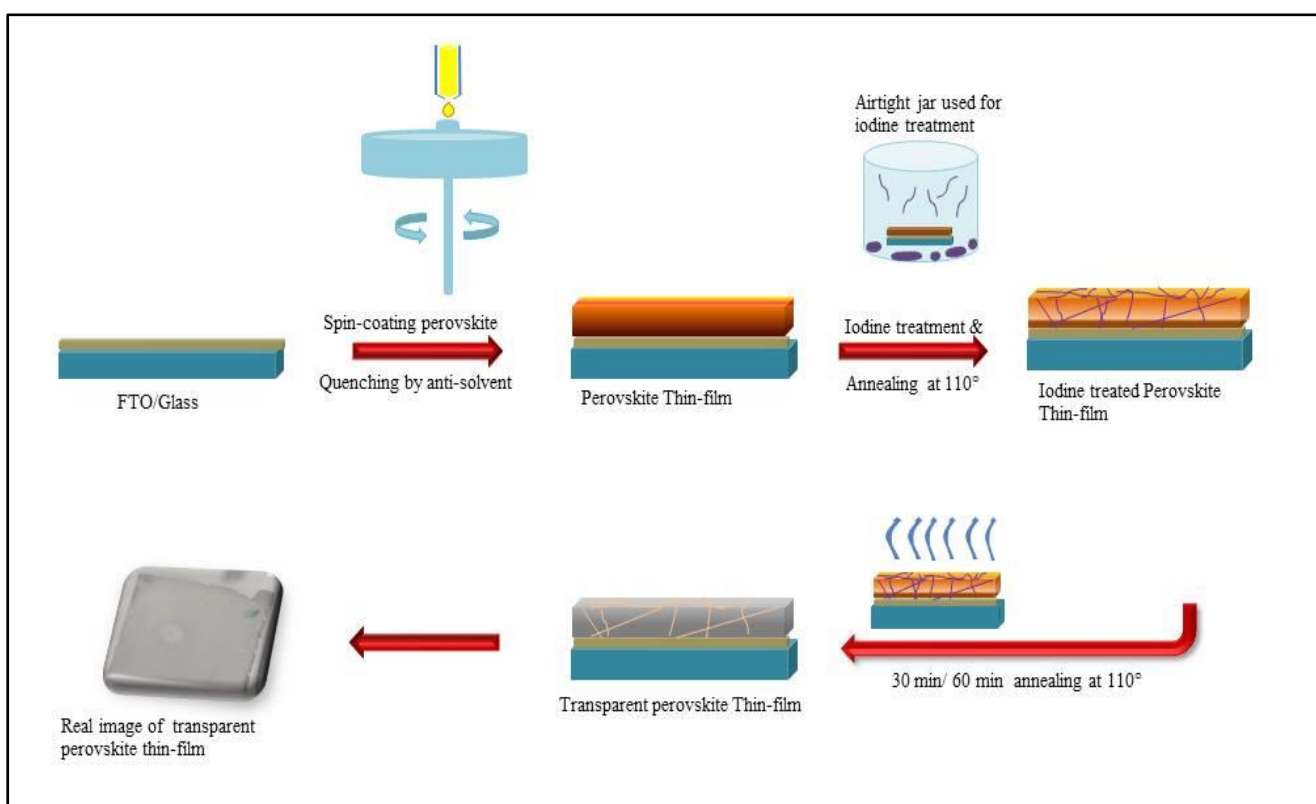 Airtight jar used for
iodine treatment
Spin-coating perovskite
Quenching by anti-solvent
Iodine treatment &
Annealing at 110°
FTO/Glass
Perovskite Thin-film
Iodine treated Perovskite
Thin-film
30 min/ 60 min annealing at 110°
Transparent perovskite Thin-film
Real image of transparent
perovskite thin-film